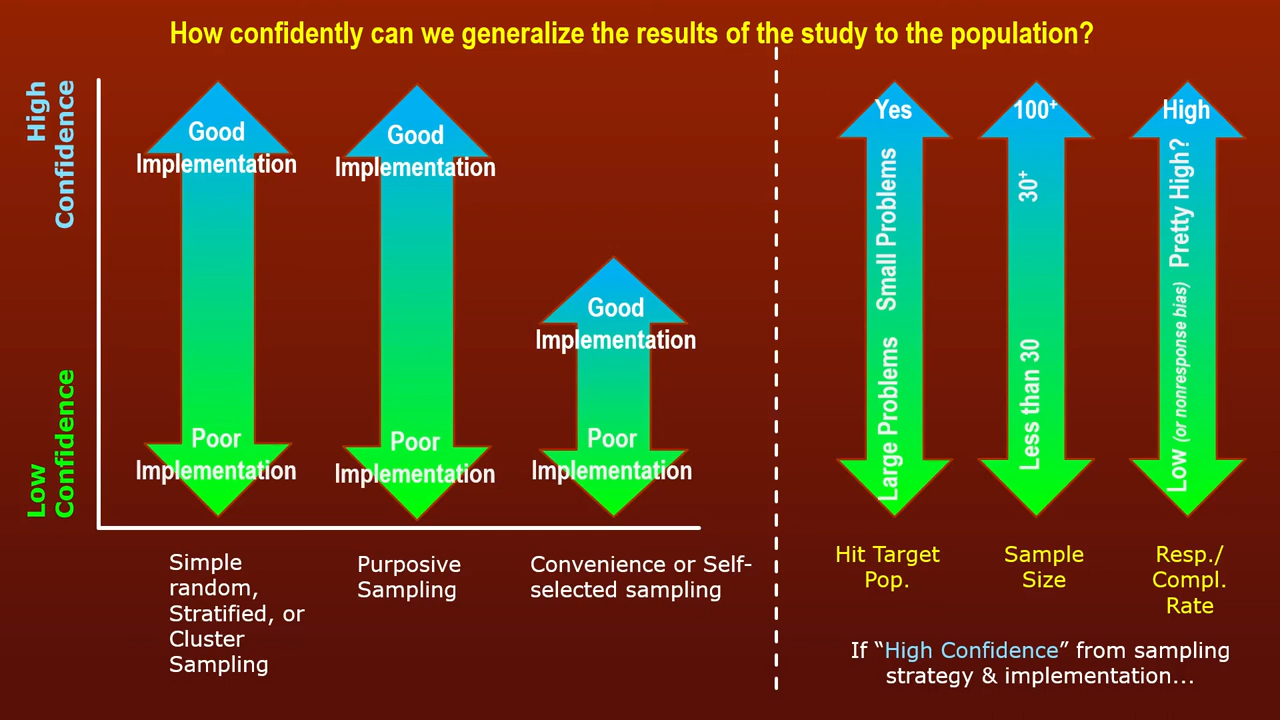 How confidently can we generalize the results of the study to the population?
High
Confidence
Low
Confidence
Good
Implementation
Poor
Implementation
Good
Implementation
Poor
Implementation
Good
Implementation
Poor
Implementation
Simple
random,
Stratified, or
Cluster
Sampling
Purposive
Sampling
Convenience or Self-
selected sampling
Yes
Small Problems
Large Problems
100+
30+
Less than 30
High
Pretty High?
Low (or nonresponse bias)
Hit Target
Pop.
Sample
Size
Resp./
Compl.
Rate
If “High Confidence” from sampling
strategy & implementation...